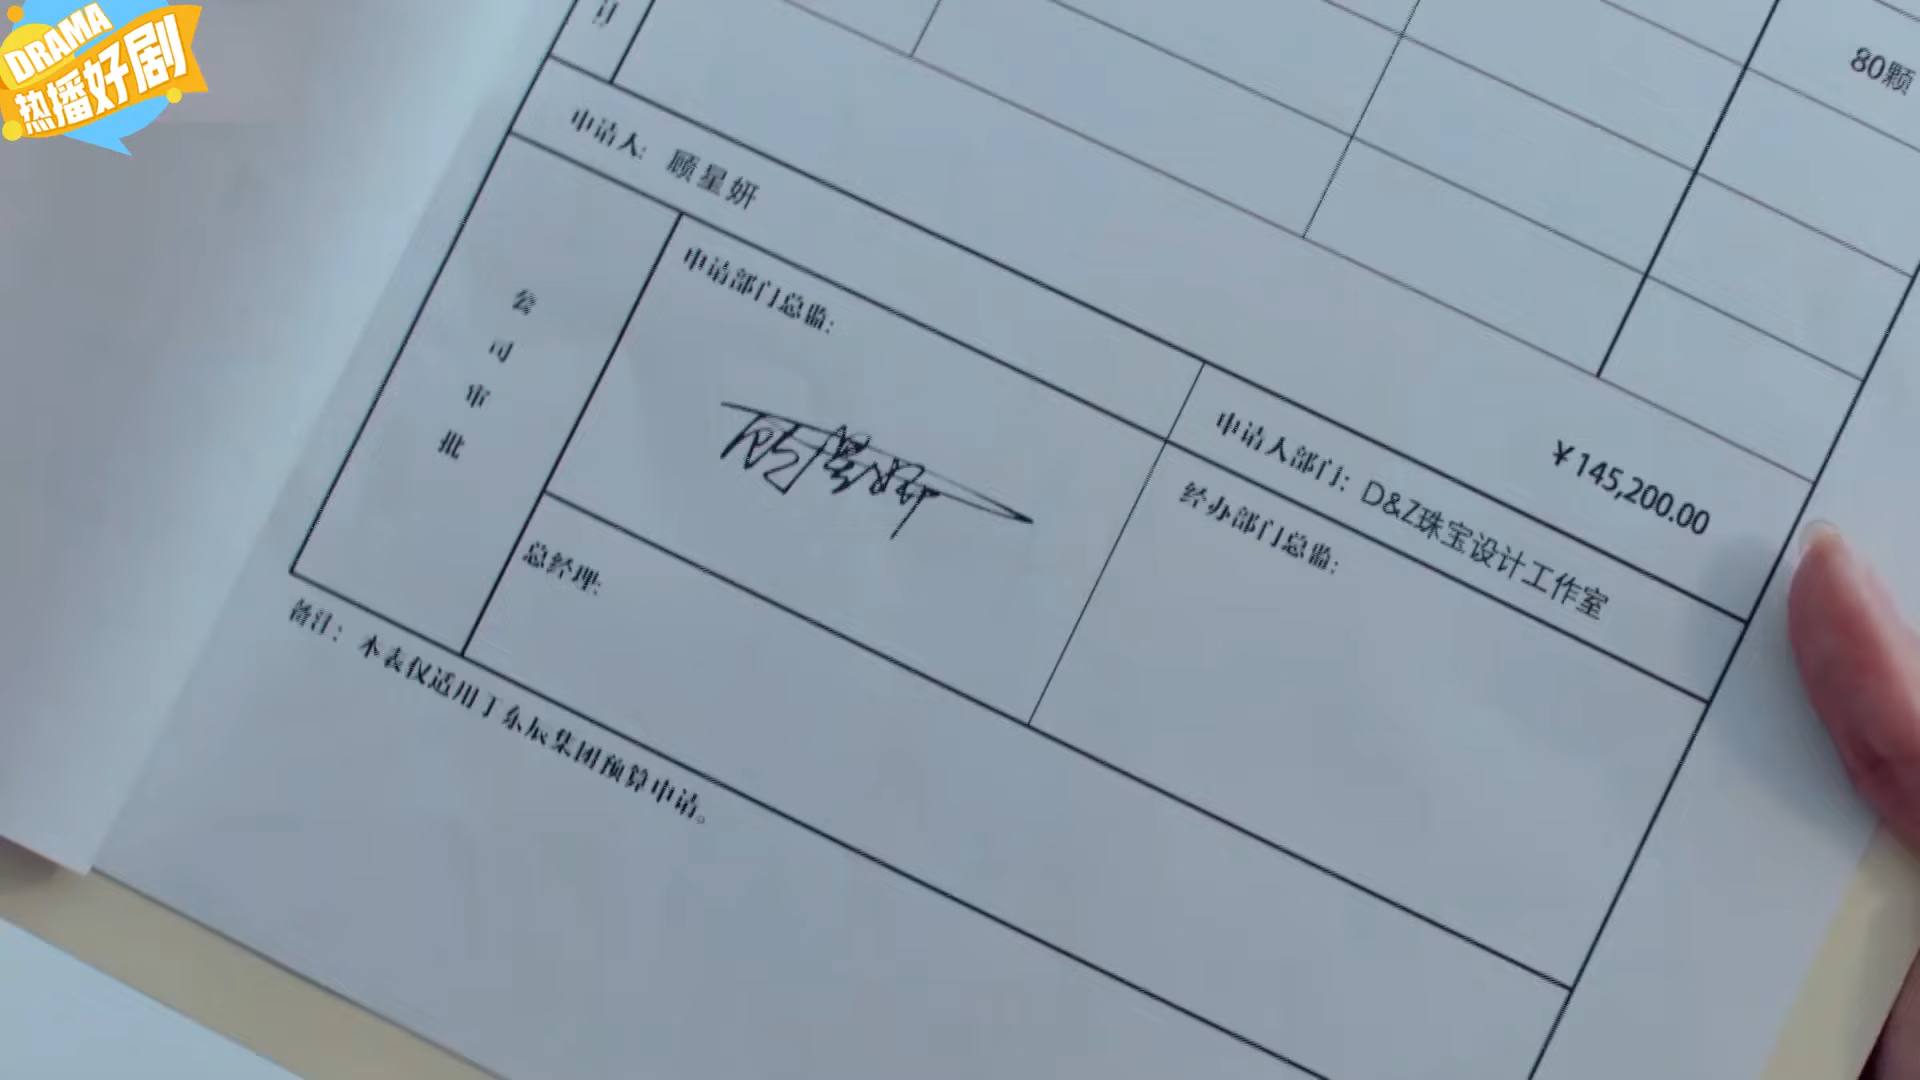 DRAMA
热播好剧
计
80颗
¥145,200.00
申请人: 顾星妍
申请人部门: D&Z珠宝设计工作室
公司审批
申请部门总监:
顾星妍
经办部门总监:
总经理:
备注: 本表仅适用于东辰集团预算申请。